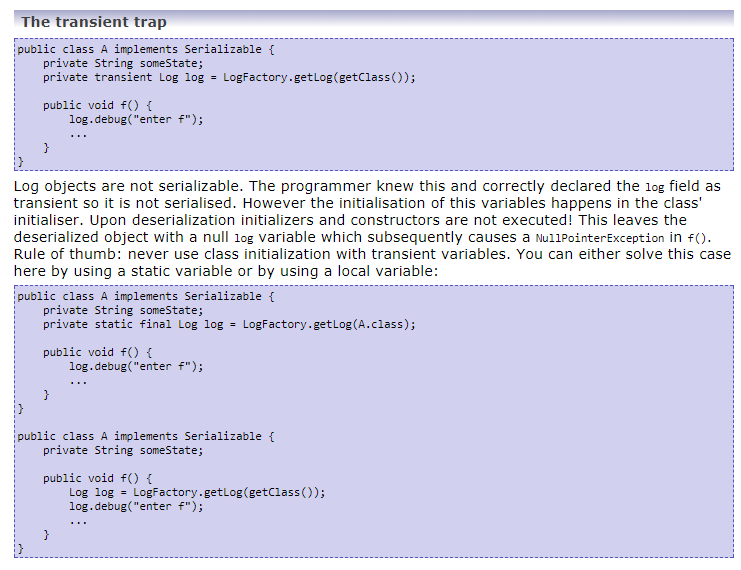 The transient trap
public class A implements Serializable {
    private String someState;
    private transient Log log = LogFactory.getLog(getClass());

    public void f() {
        log.debug("enter f");
        ...
    }
}
Log objects are not serializable. The programmer knew this and correctly declared the log field as
transient so it is not serialised. However the initialisation of this variables happens in the class'
initialiser. Upon deserialization initializers and constructors are not executed! This leaves the
deserialized object with a null log variable which subsequently causes a NullPointerException in f().
Rule of thumb: never use class initialization with transient variables. You can either solve this case
here by using a static variable or by using a local variable:
public class A implements Serializable {
    private String someState;
    private static final Log log = LogFactory.getLog(A.class);

    public void f() {
        log.debug("enter f");
        ...
    }
}

public class A implements Serializable {
    private String someState;

    public void f() {
        Log log = LogFactory.getLog(getClass());
        log.debug("enter f");
        ...
    }
}